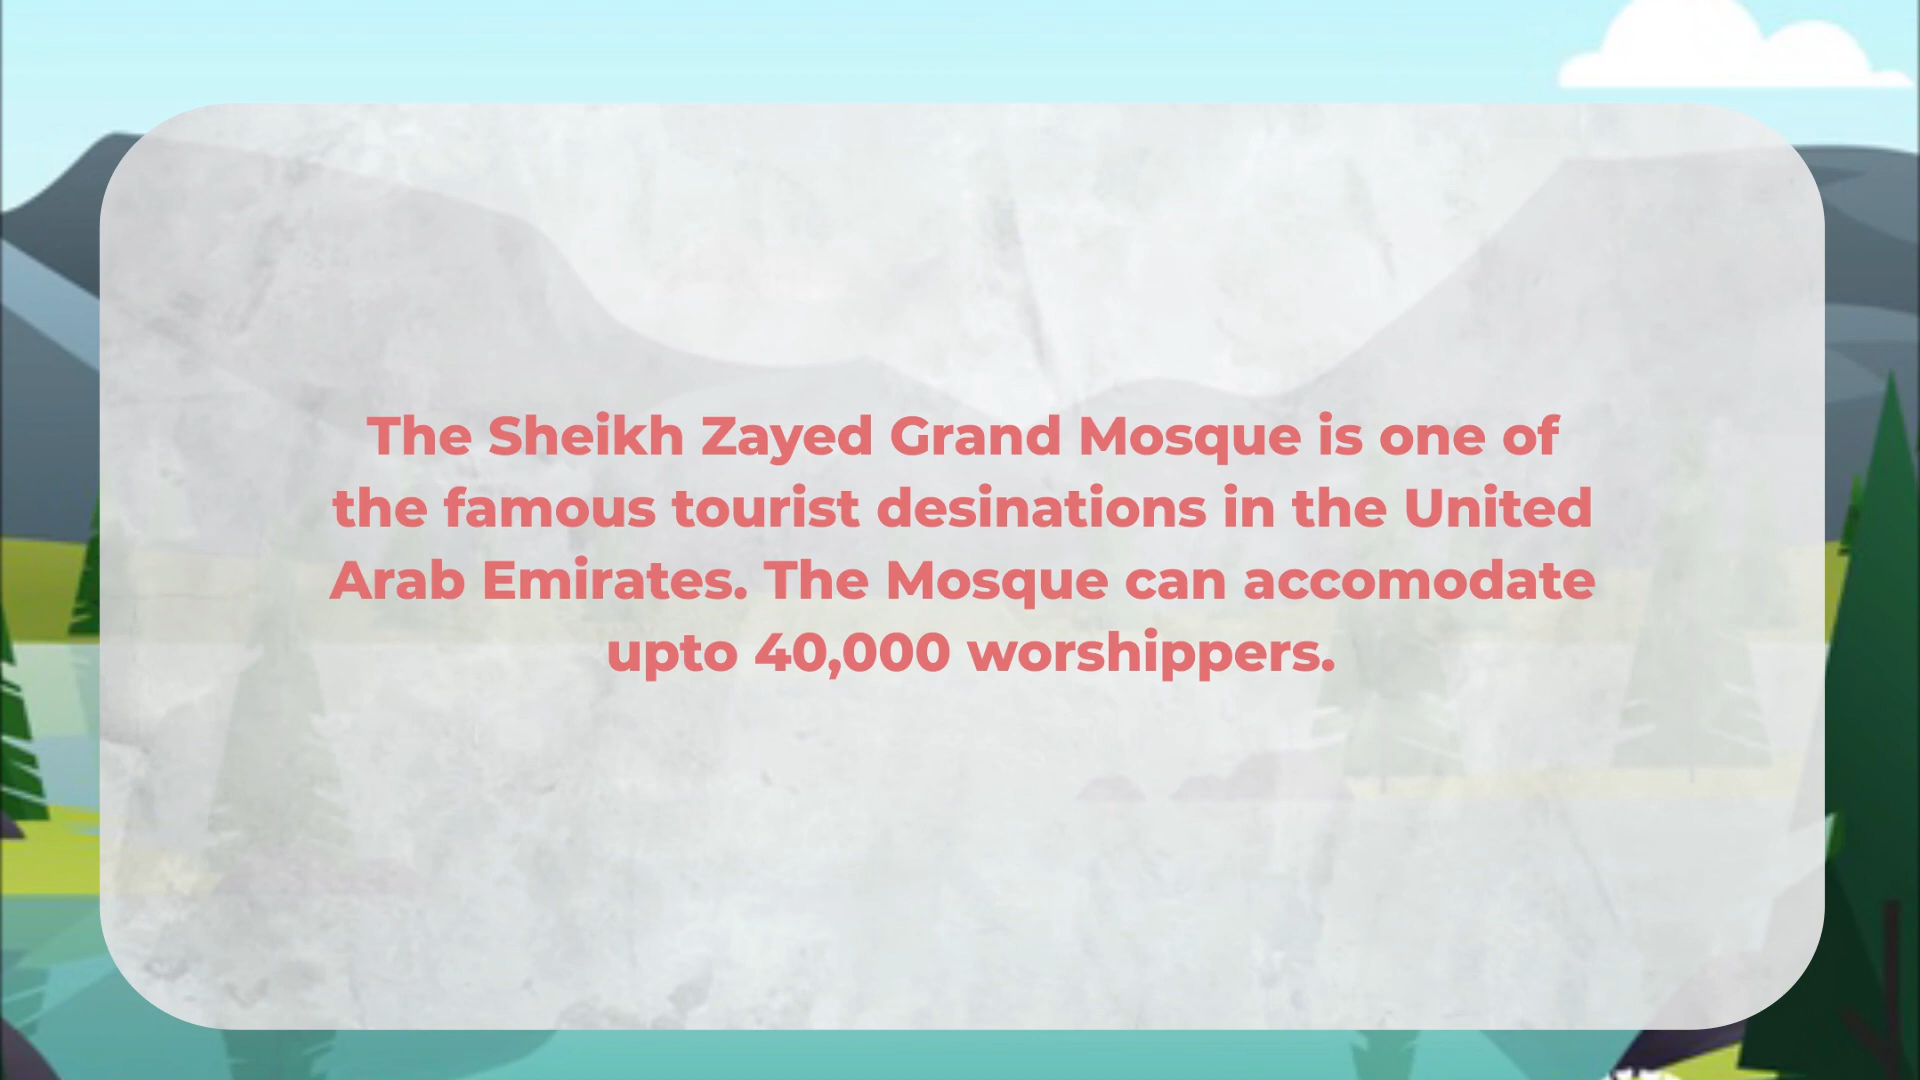 The Sheikh Zayed Grand Mosque is one of
the famous tourist desinations in the United
Arab Emirates. The Mosque can accomodate
upto 40,000 worshippers.